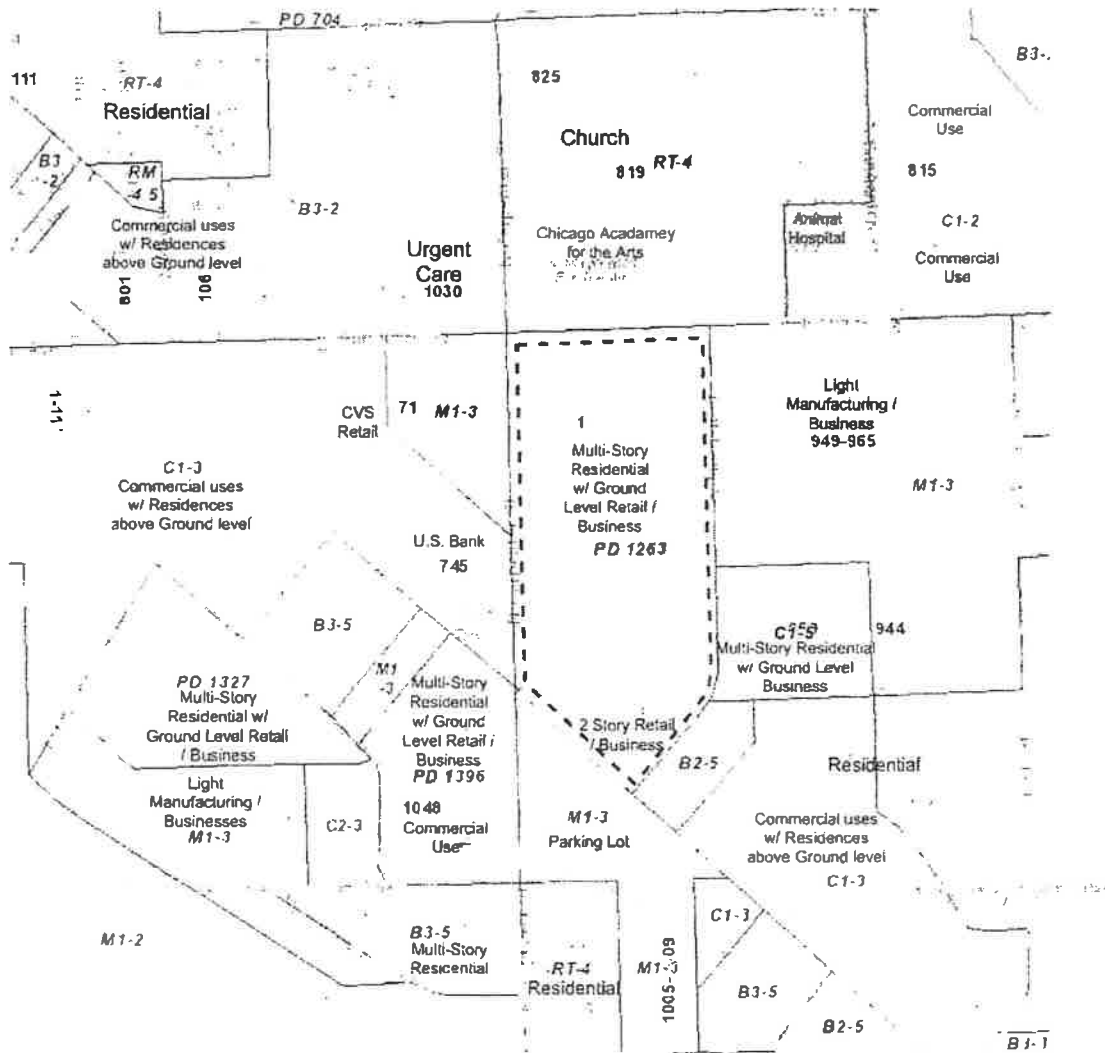 PD 704
B3-
111
RT-4
Residential
825
Church
819 RT-4
Commercial
Use
815
B3
-2
RM
-4.5
B3-2
Commercial uses
w/ Residences
above Ground level
801
106
Urgent
Care
1030
Chicago Acadamey
for the Arts
Animal
Hospital
C1-2
Commercial
Use
1-11
CVS
Retail
71 M1-3
1
Multi-Story
Residential
w/ Ground
Level Retail /
Business
PD 1263
Light
Manufacturing /
Business
949-965
M1-3
C1-3
Commercial uses
w/ Residences
above Ground level
U.S. Bank
745
B3-5
M1
-3
C1-5
944
Multi-Story Residential
w/ Ground Level
Business
PD 1327
Multi-Story
Residential w/
Ground Level Retail
/ Business
Multi-Story
Residential
w/ Ground
Level Retail /
Business
PD 1396
2 Story Retail
/ Business
B2-5
Residential
Light
Manufacturing /
Businesses
M1-3
C2-3
1048
Commercial
Use
M1-3
Parking Lot
Commercial uses
w/ Residences
above Ground level
C1-3
M1-2
B3-5
Multi-Story
Residential
RT-4
Residential
M1-3
C1-3
B3-5
B2-5